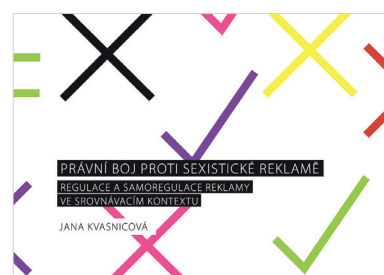 PRÁVNÍ BOJ PROTI SEXISTICKÉ REKLAMĚ
REGULACE A SAMOREGULACE REKLAMY
VE SROVNÁVACÍM KONTEXTU
JANA KVASNICOVÁ